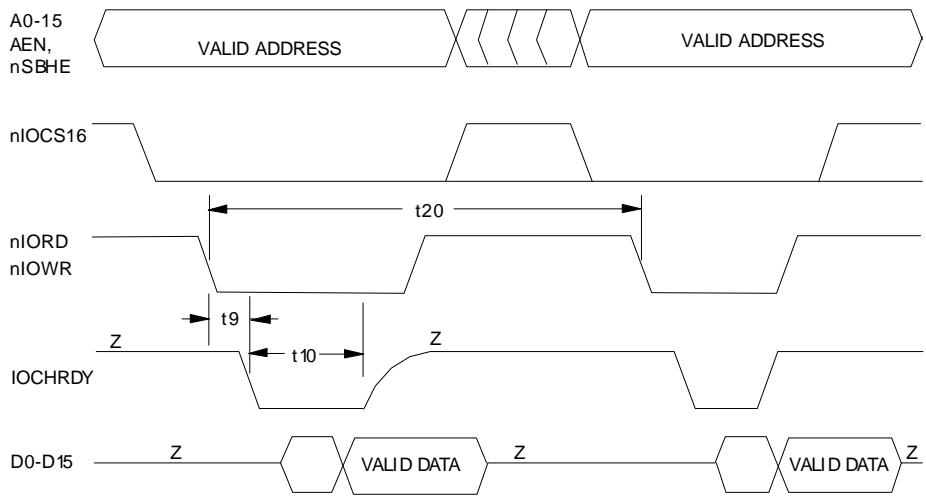 A0-15
AEN,
nSBHE
VALID ADDRESS
VALID ADDRESS
nIOCS16
t20
nIORD
nIOWR
t9
Z
t10
Z
IOCHRDY
D0-D15
Z
VALID DATA
Z
VALID DATA
Z